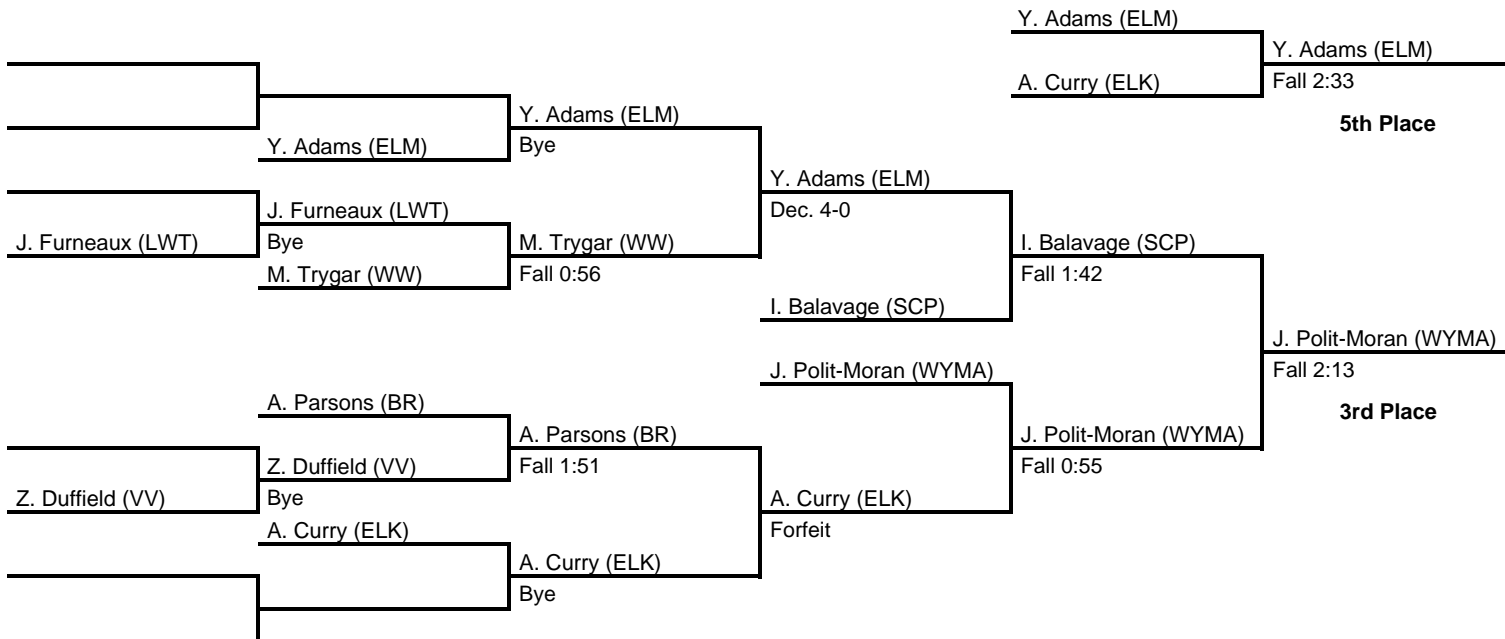 Y. Adams (ELM)
Y. Adams (ELM)
A. Curry (ELK)
Fall 2:33
5th Place
Y. Adams (ELM)
Y. Adams (ELM)
Bye
Y. Adams (ELM)
Dec. 4-0
J. Furneaux (LWT)
J. Furneaux (LWT)
Bye
M. Trygar (WW)
M. Trygar (WW)
Fall 0:56
I. Balavage (SCP)
Fall 1:42
I. Balavage (SCP)
J. Polit-Moran (WYMA)
Fall 2:13
3rd Place
J. Polit-Moran (WYMA)
A. Parsons (BR)
A. Parsons (BR)
Fall 1:51
J. Polit-Moran (WYMA)
Fall 0:55
Z. Duffield (VV)
Z. Duffield (VV)
Bye
A. Curry (ELK)
Forfeit
A. Curry (ELK)
A. Curry (ELK)
Bye